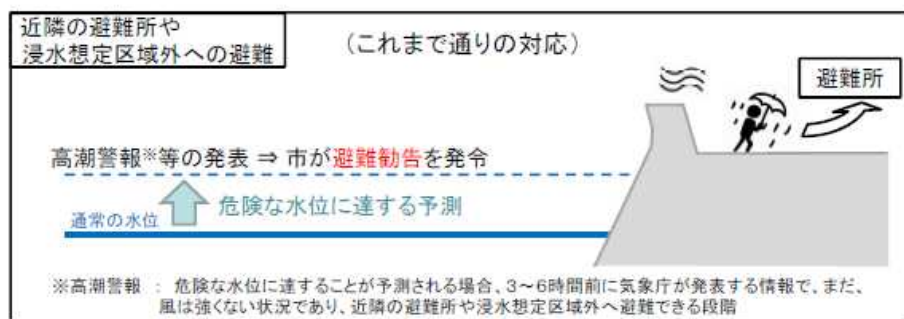 近隣の避難所や
浸水想定区域外への避難
（これまで通りの対応）
避難所
高潮警報※等の発表 ⇒ 市が避難勧告を発令
危険な水位に達する予測
通常の水位
※高潮警報 ： 危険な水位に達することが予測される場合、3～6時間前に気象庁が発表する情報で、まだ、
風は強くない状況であり、近隣の避難所や浸水想定区域外へ避難できる段階